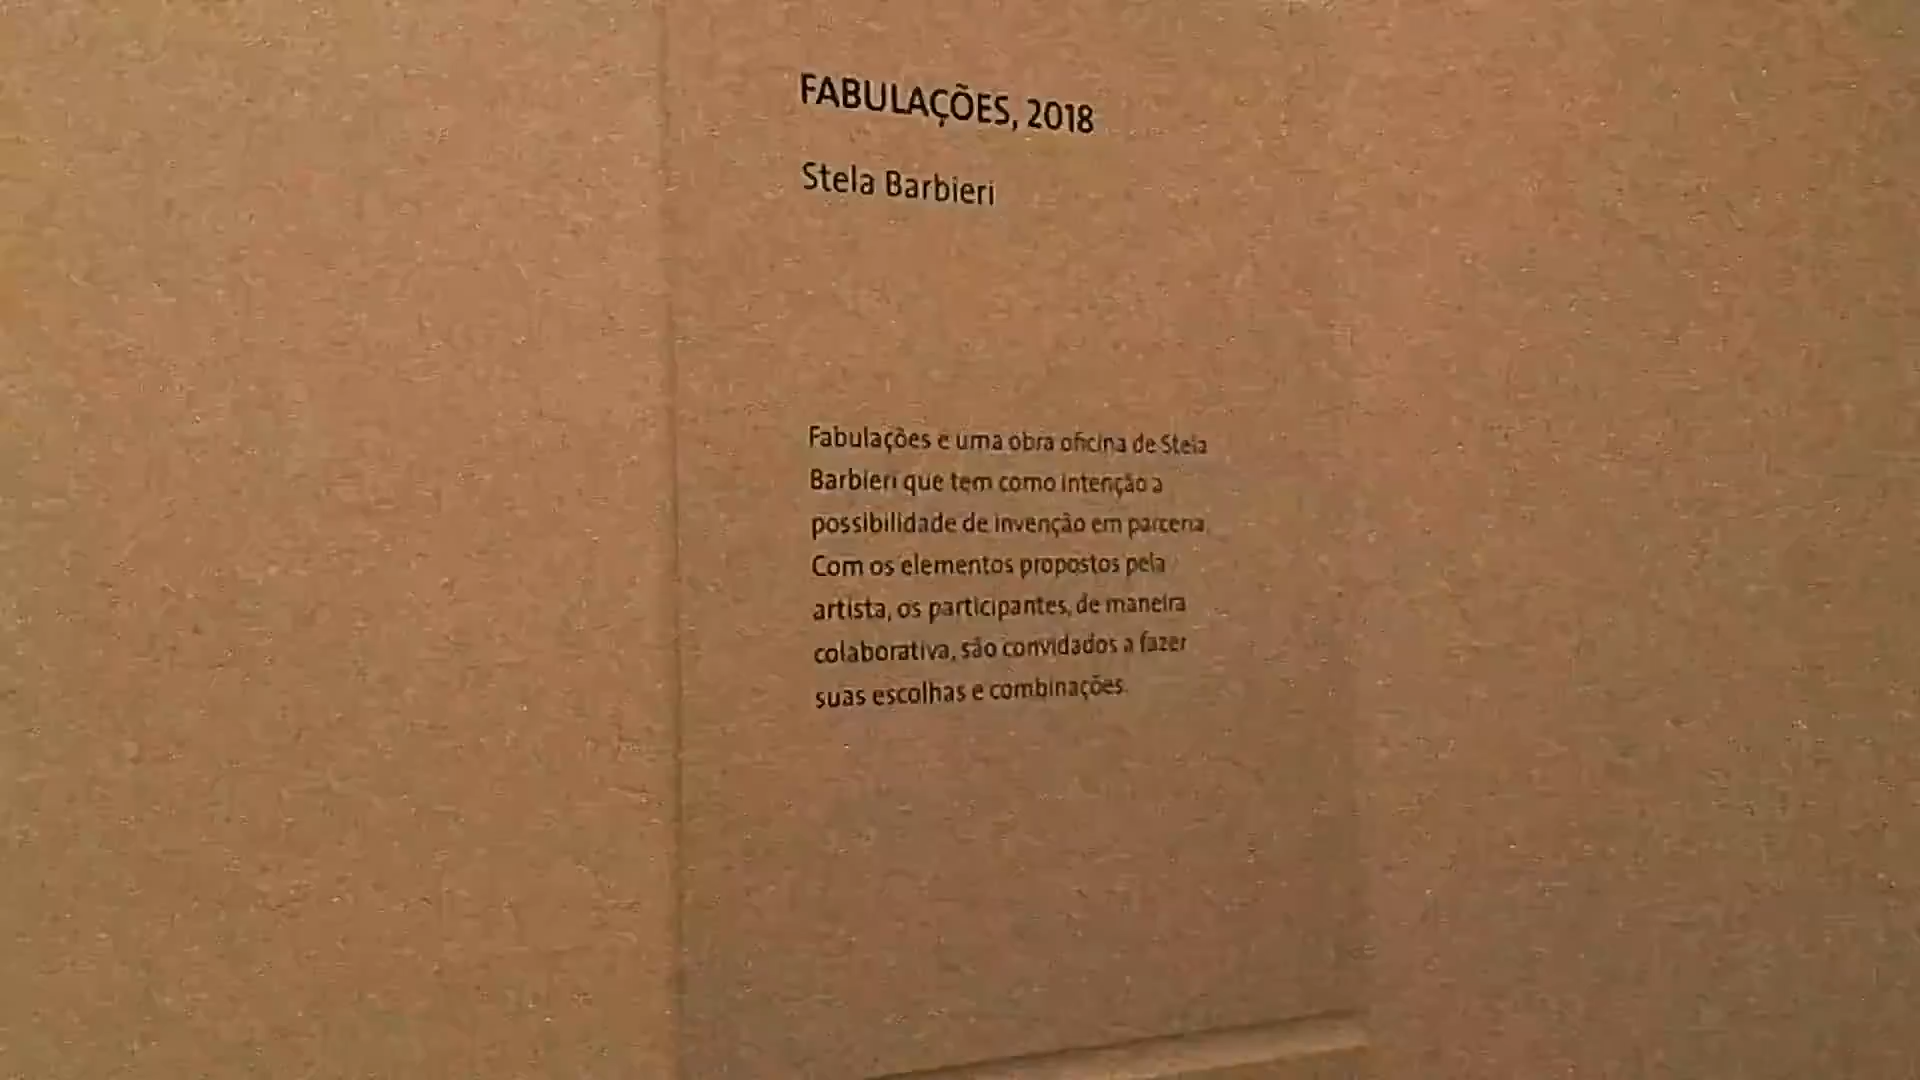 FABULAÇÕES, 2018
Stela Barbieri
Fabulações é uma obra oficina de Stela
Barbieri que tem como intenção a
possibilidade de invenção em parceria.
Com os elementos propostos pela
artista, os participantes, de maneira
colaborativa, são convidados a fazer
suas escolhas e combinações.